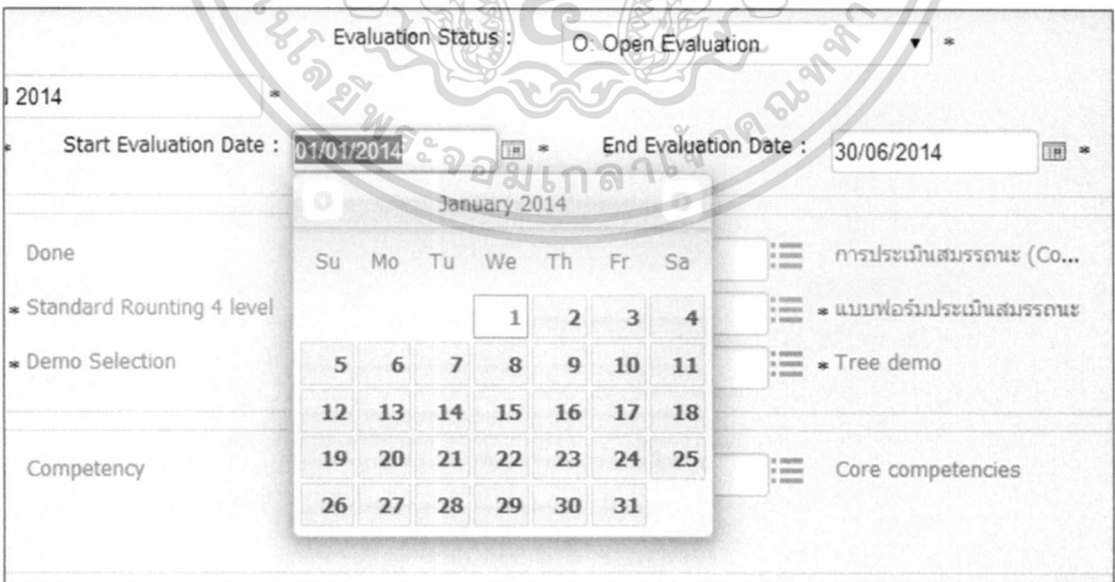 Evaluation Status : O: Open Evaluation *
2014 *
* Start Evaluation Date : 01/01/2014 * End Evaluation Date : 30/06/2014 *
January 2014
Su Mo Tu We Th Fr Sa
1 2 3 4
5 6 7 8 9 10 11
12 13 14 15 16 17 18
19 20 21 22 23 24 25
26 27 28 29 30 31
Done การประเมินสมรรถนะ (Co...
* Standard Rounting 4 level * แบบฟอร์มประเมินสมรรถนะ
* Demo Selection * Tree demo
Competency Core competencies